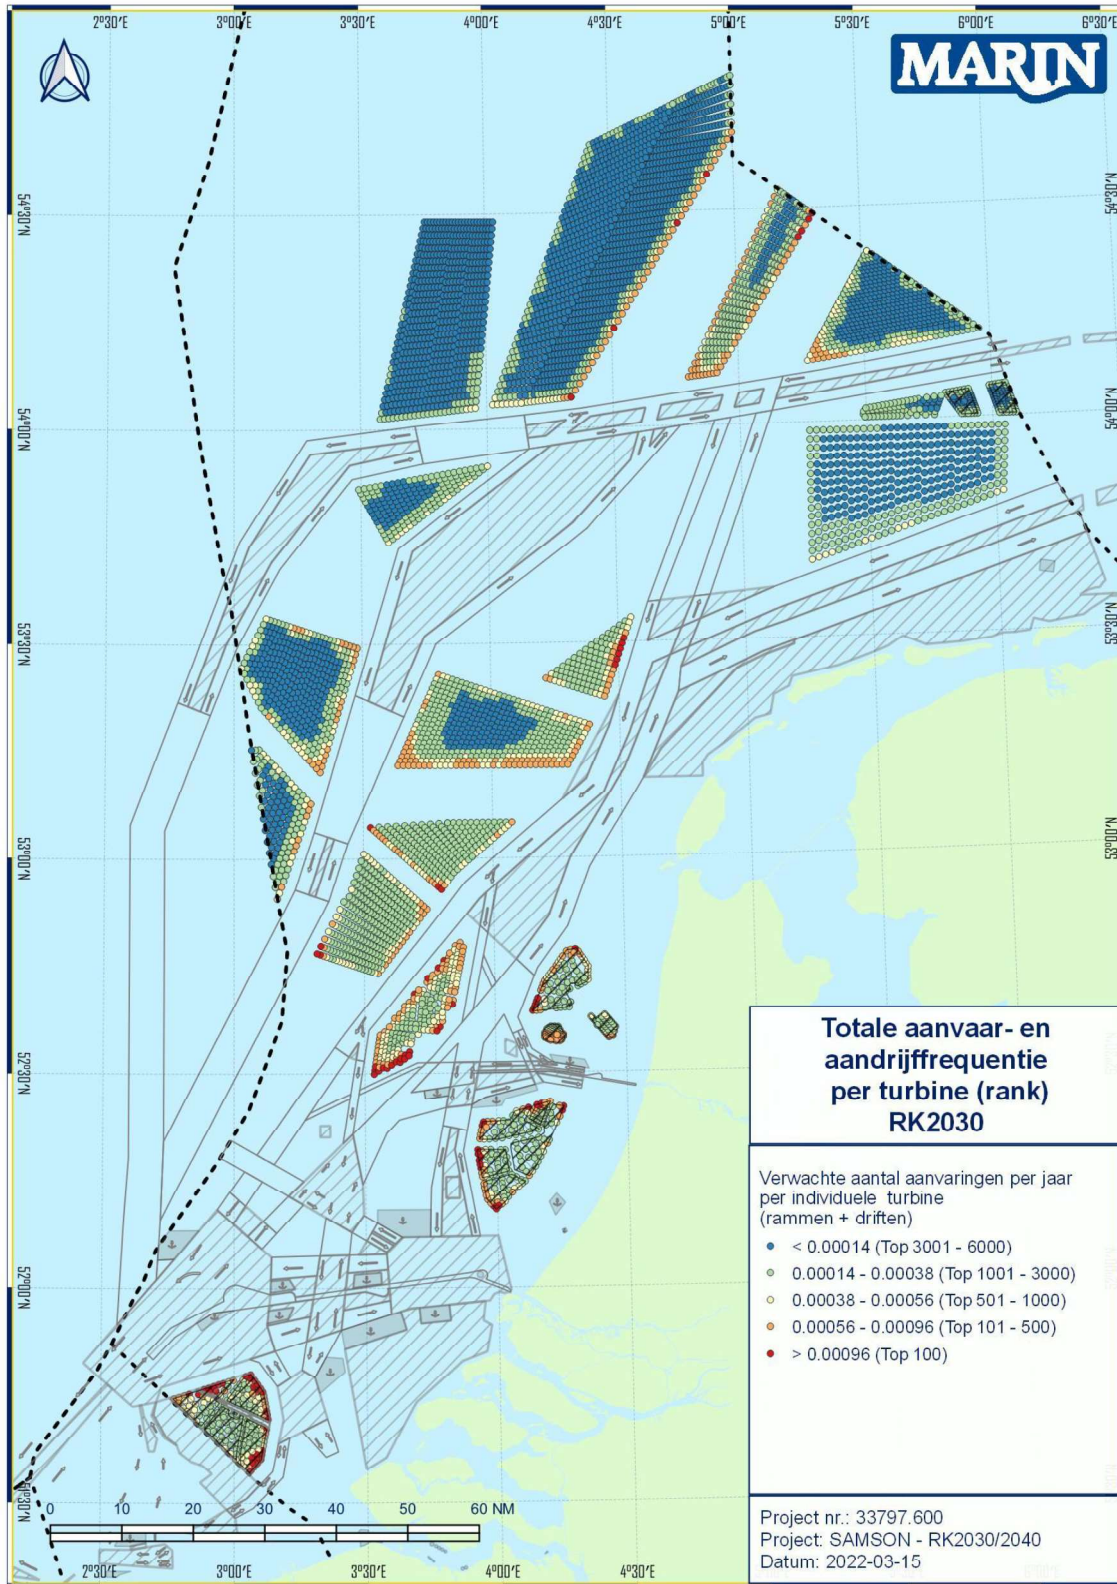 2°30'E 3°00'E 3°30'E 4°00'E 4°30'E 5°00'E 5°30'E 6°00'E 6°30'E
MARIN
54°30'N
54°30'N
54°00'N
54°00'N
53°30'N
53°30'N
53°00'N
53°00'N
52°30'N
52°00'N
51°30'N
Totale aanvaar- en
aandrijffrequentie
per turbine (rank)
RK2030
Verwachte aantal aanvaringen per jaar
per individuele turbine
(rammen + driften)
< 0.00014 (Top 3001 - 6000)
0.00014 - 0.00038 (Top 1001 - 3000)
0.00038 - 0.00056 (Top 501 - 1000)
0.00056 - 0.00096 (Top 101 - 500)
> 0.00096 (Top 100)
Project nr.: 33797.600
Project: SAMSON - RK2030/2040
Datum: 2022-03-15
0 10 20 30 40 50 60 NM
2°30'E 3°00'E 3°30'E 4°00'E 4°30'E